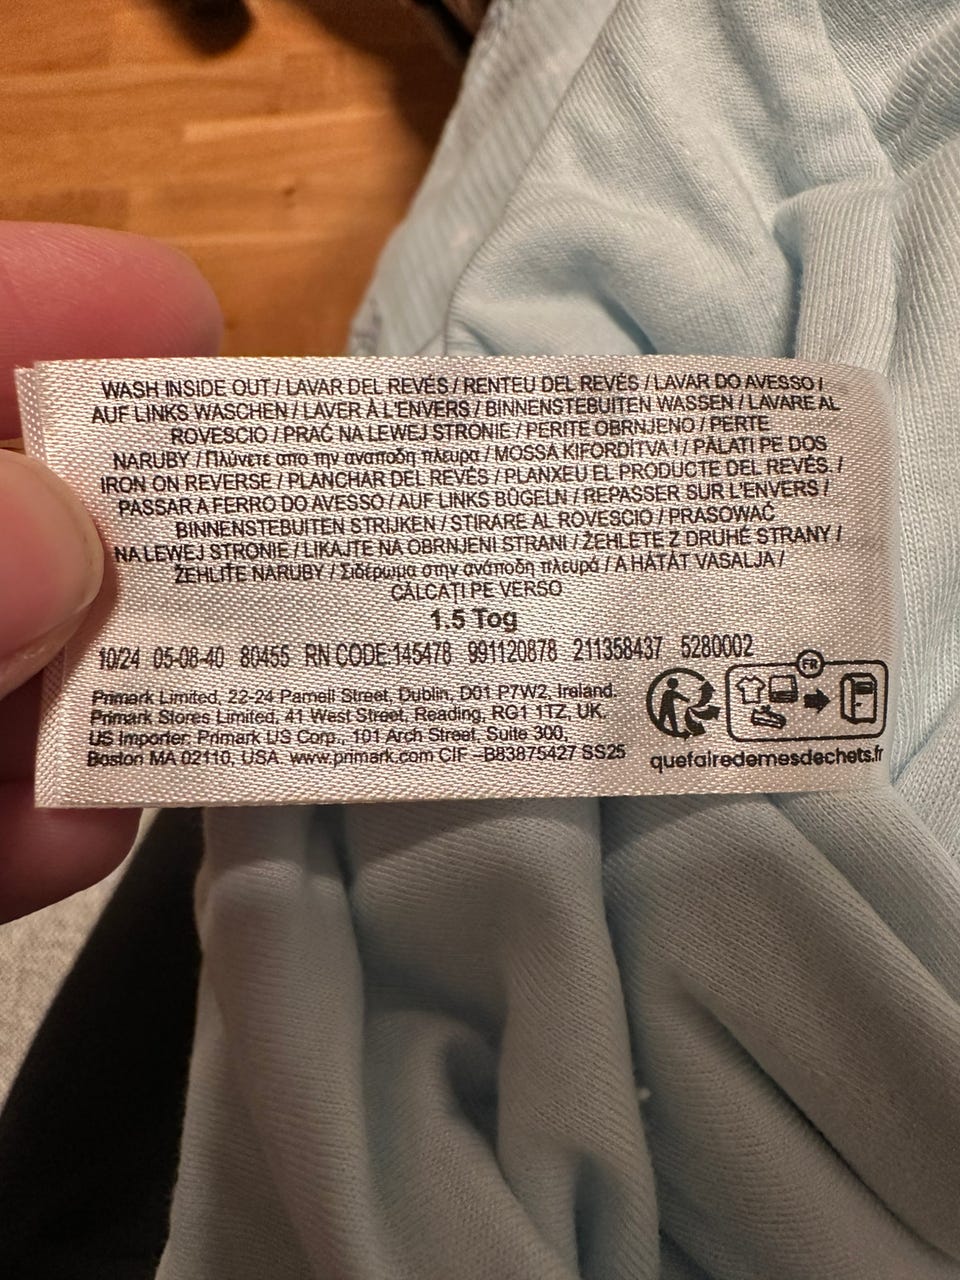 WASH INSIDE OUT / LAVAR DEL REVÉS / RENTEU DEL REVÉS / LAVAR DO AVESSO /
AUF LINKS WASCHEN / LAVER À L'ENVERS / BINNENSTEBUITEN WASSEN / LAVARE AL
ROVESCIO / PRAĆ NA LEWEJ STRONIE / PERITE OBRNJENO / PERTE
NARUBY / Πλύνετε απο την αναποδη πλευρα / MOSSA KIFORDÍTVA! / PĂLAȚI PE DOS
IRON ON REVERSE / PLANCHAR DEL REVÉS / PLANXEU EL PRODUCTE DEL REVÉS. /
PASSAR A FERRO DO AVESSO / AUF LINKS BÜGELN / REPASSER SUR L'ENVERS /
BINNENSTEBUITEN STRIJKEN / STIRARE AL ROVESCIO / PRASOWAĆ
NA LEWEJ STRONIE / LIKAJTE NA OBRNJENI STRANI / ŽEHLETE Z DRUHÉ STRANY /
ŽEHLITE NARUBY / Σιδέρωμα στην ανάποδη πλευρά / A HÁTÁT VASALJA /
CĂLCAȚI PE VERSO
1.5 Tog
10/24 05-08-40 80455 RN CODE:145478 991120878 211358437 5280002
Primark Limited, 22-24 Parnell Street, Dublin, D01 P7W2, Ireland.
Primark Stores Limited, 41 West Street, Reading, RG1 1TZ, UK.
US Importer: Primark US Corp., 101 Arch Street, Suite 300,
Boston MA 02110, USA www.primark.com CIF -B83875427 SS25
FR
quefairedemesdechets.fr